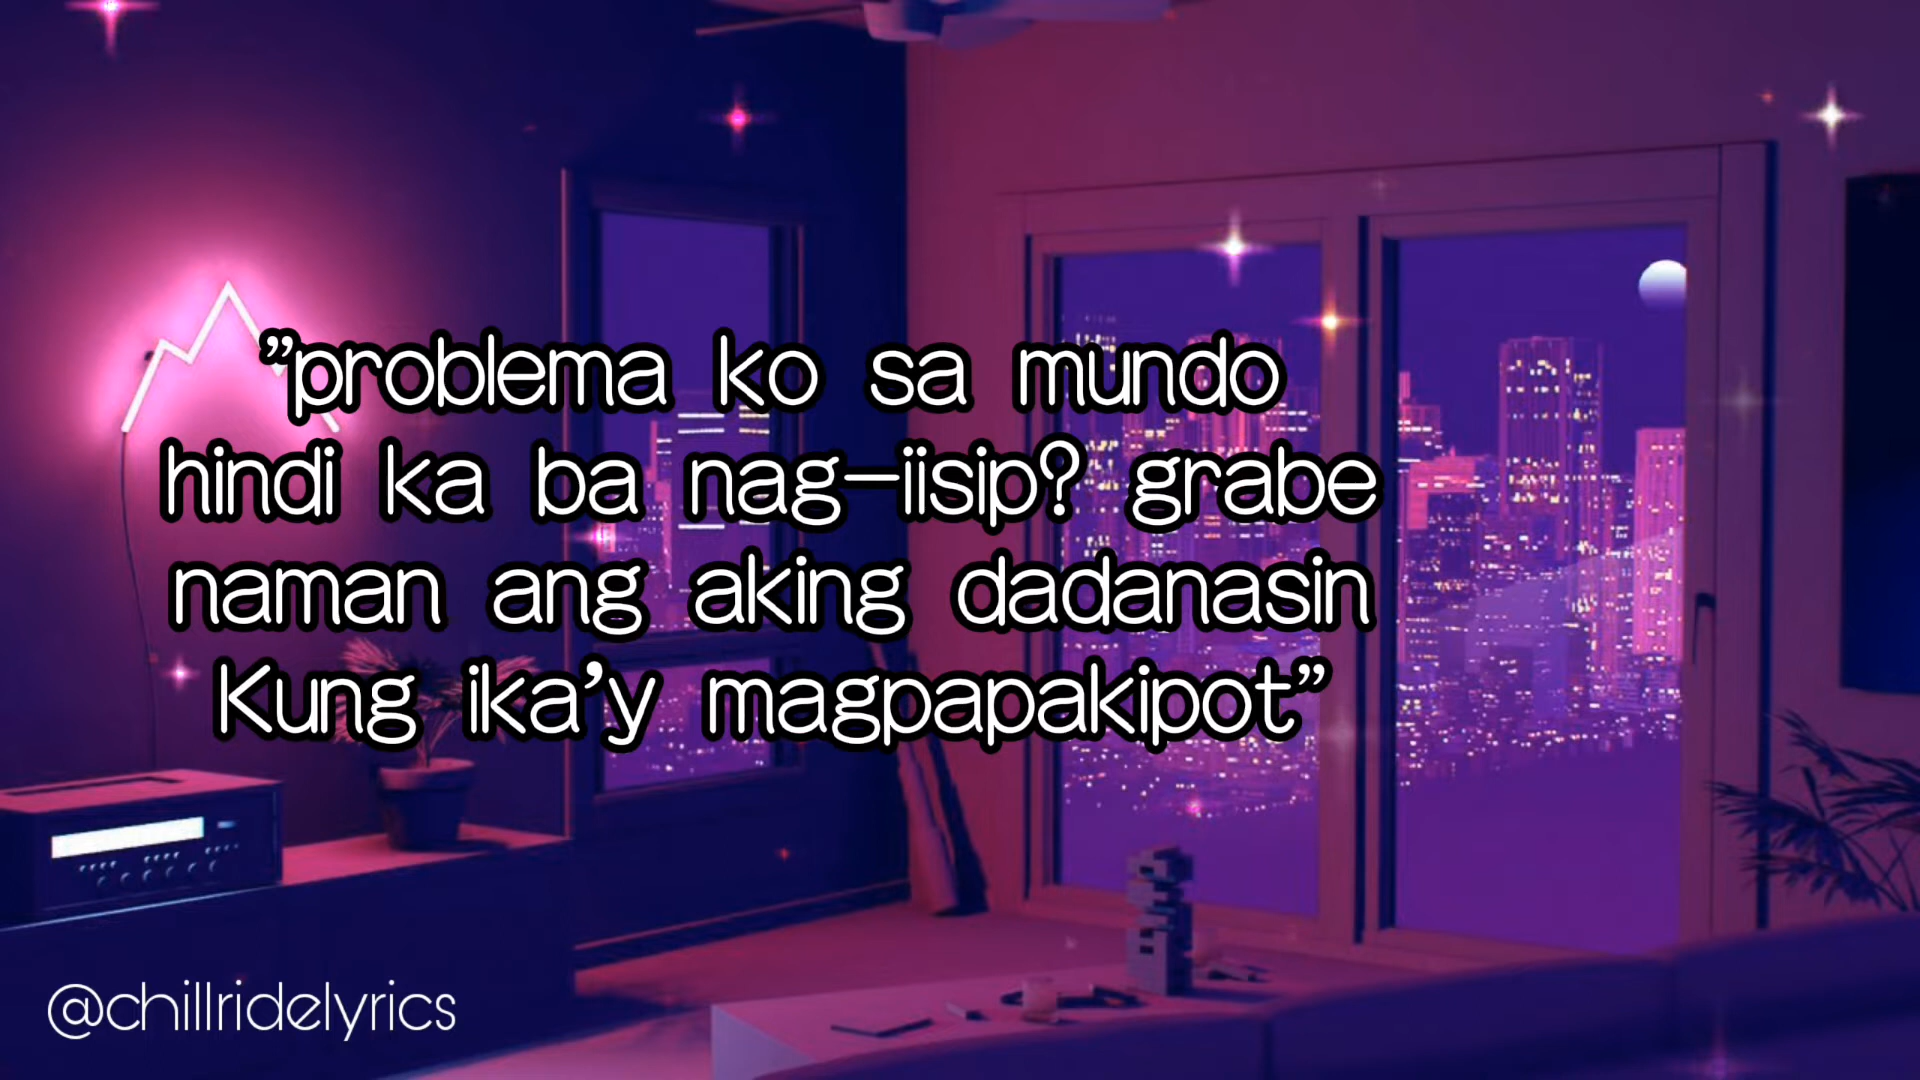 "problema ko sa mundo
hindi ka ba nag-iisip? grabe
naman ang aking dadanasin
Kung ika'y magpapakipot"
@chillridelyrics